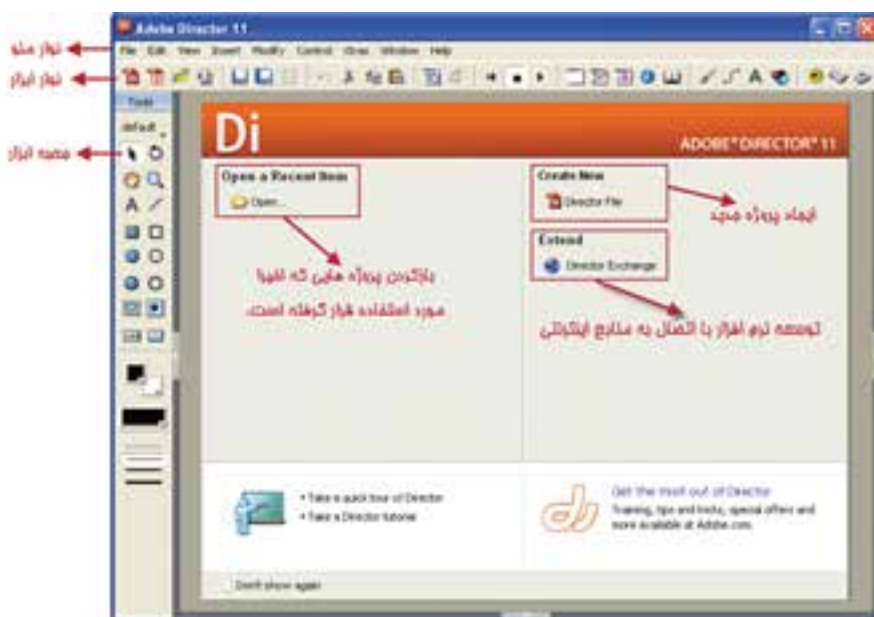 Adobe Director 11
نوار منو
File Edit View Insert Modify Control Xtras Window Help
نوار ابزار
Tools
default
جعبه ابزار
Di
ADOBE® DIRECTOR® 11
Open a Recent Item
Open...
Create New
Director File
ایجاد پروژه جدید
Extend
Director Exchange
بازکردن پروژه هایی که اخیرا
مورد استفاده قرار گرفته است.
توسعه نرم افزار با اتصال به منابع اینترنتی
• Take a quick tour of Director
• Take a Director tutorial
Get the most out of Director
Training, tips and tricks, special offers and
more available at Adobe.com.
Don't show again